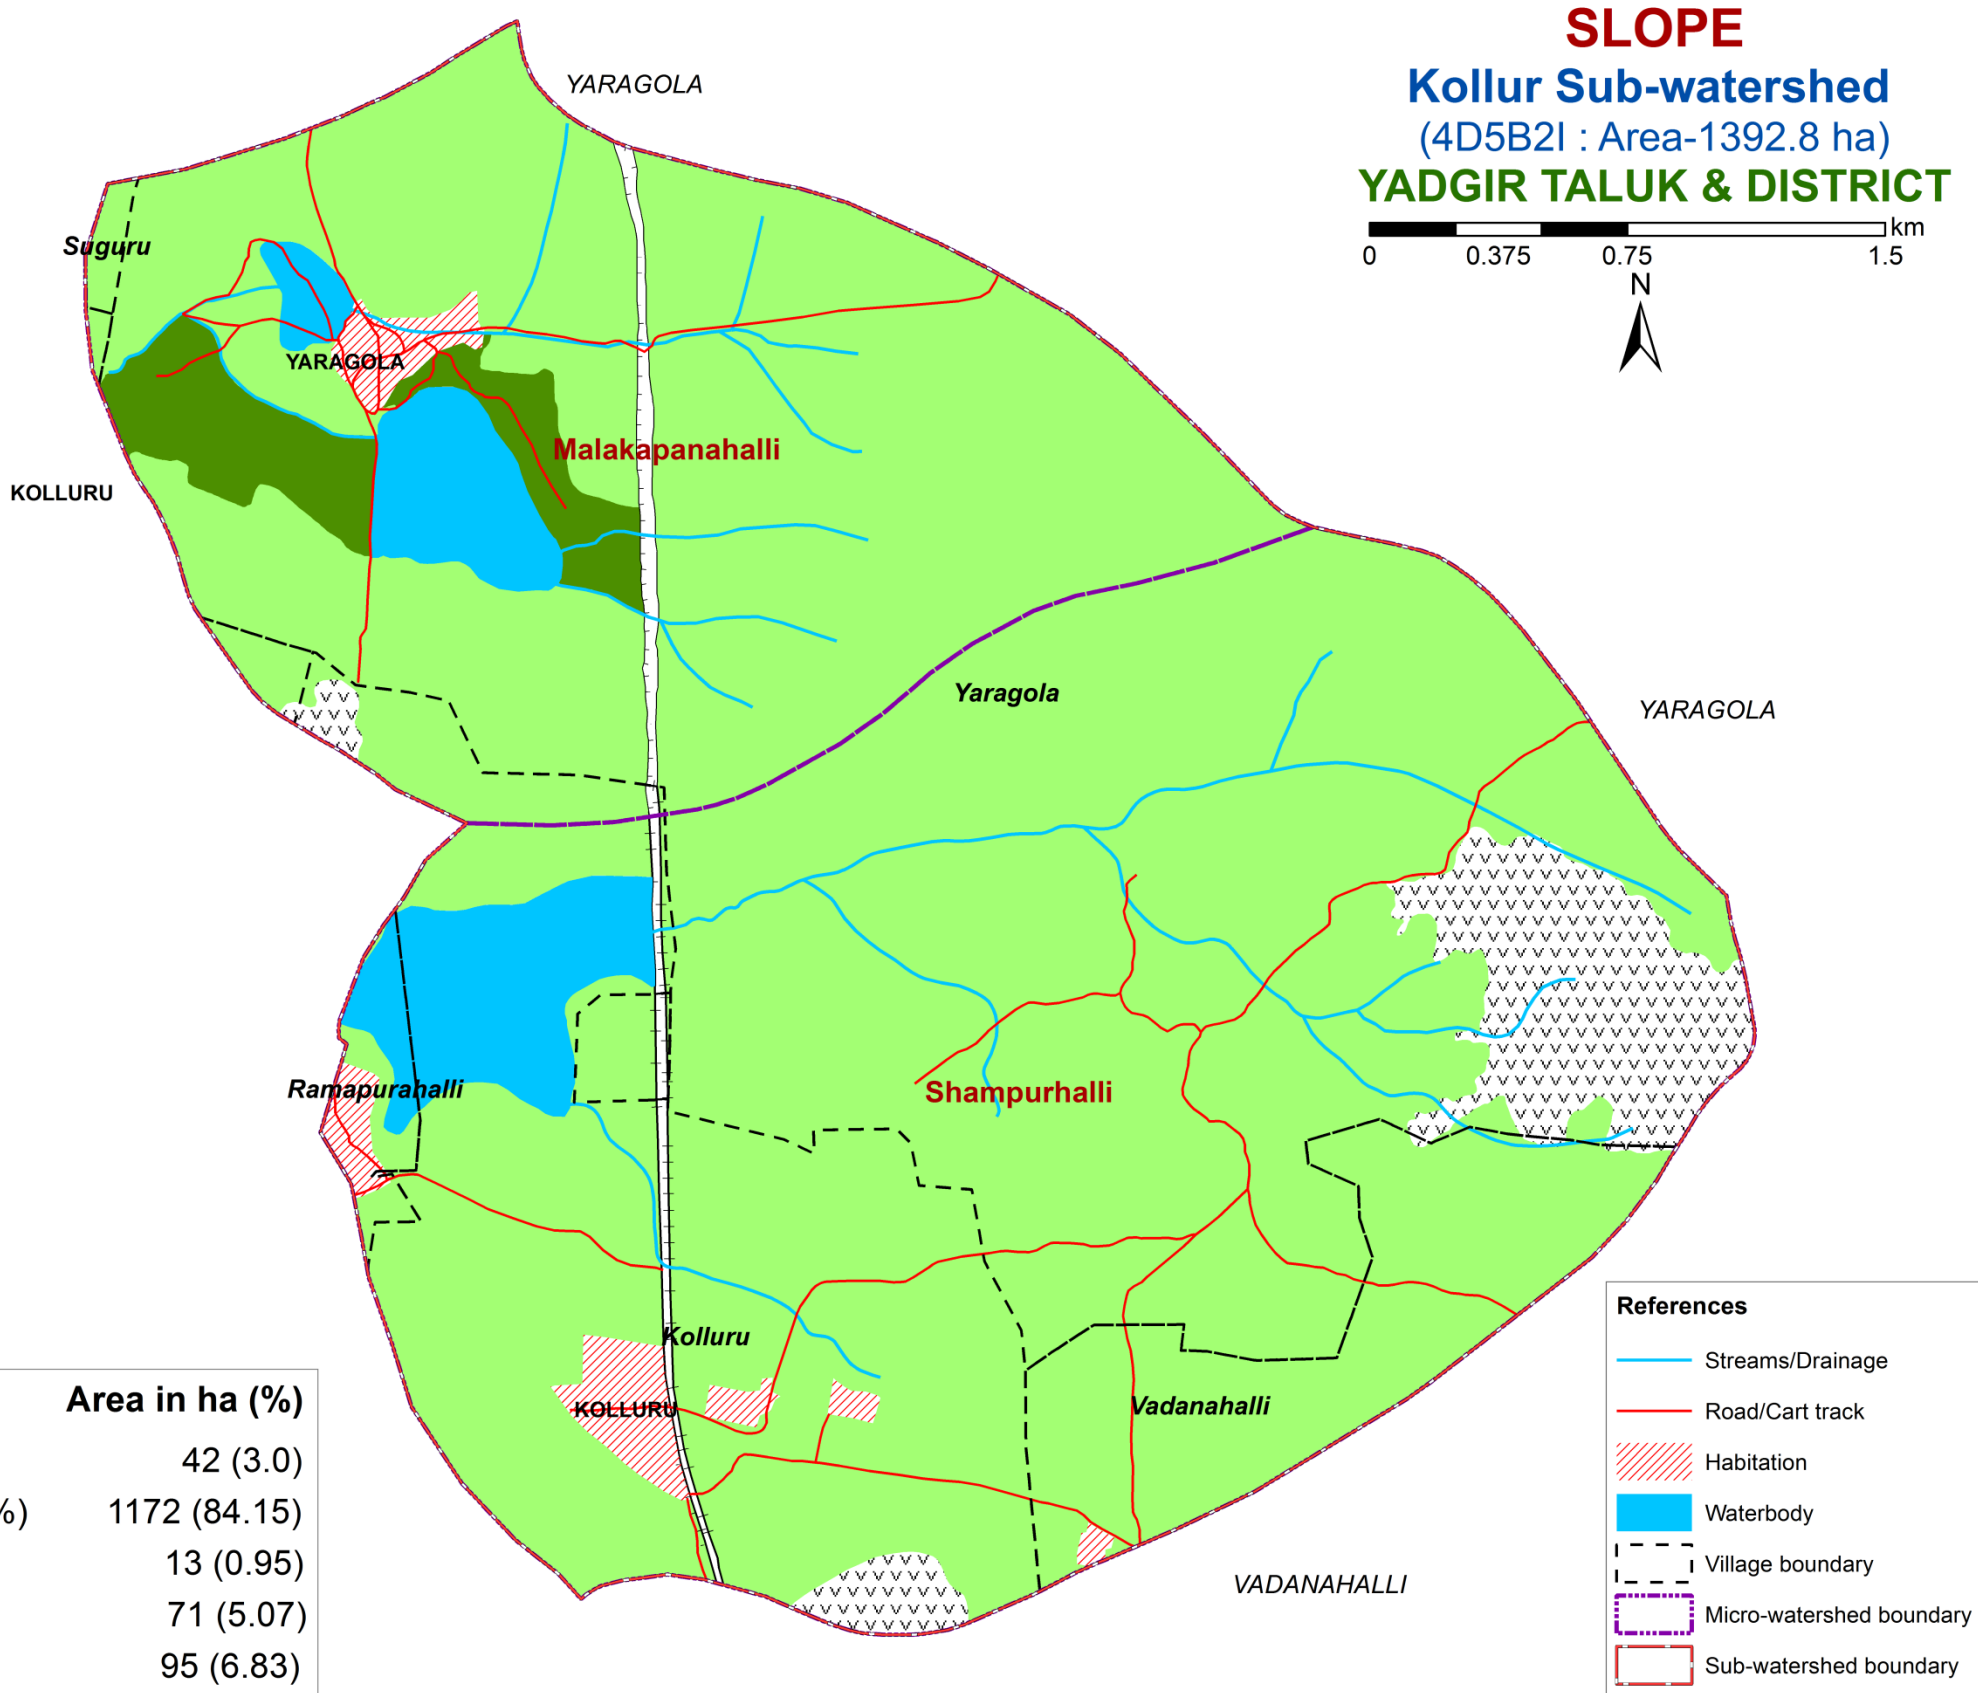 SLOPE
Kollur Sub-watershed
(4D5B2I : Area-1392.8 ha)
YADGIR TALUK & DISTRICT
km
0 0.375 0.75 1.5
N
YARAGOLA
Suguru
YARAGOLA
Malakapanahalli
KOLLURU
Yaragola
YARAGOLA
Ramapurahalli
Shampurhalli
Kolluru
KOLLURU
Vadanahalli
VADANAHALLI
Area in ha (%)
42 (3.0)
%) 1172 (84.15)
13 (0.95)
71 (5.07)
95 (6.83)
References
Streams/Drainage
Road/Cart track
Habitation
Waterbody
Village boundary
Micro-watershed boundary
Sub-watershed boundary